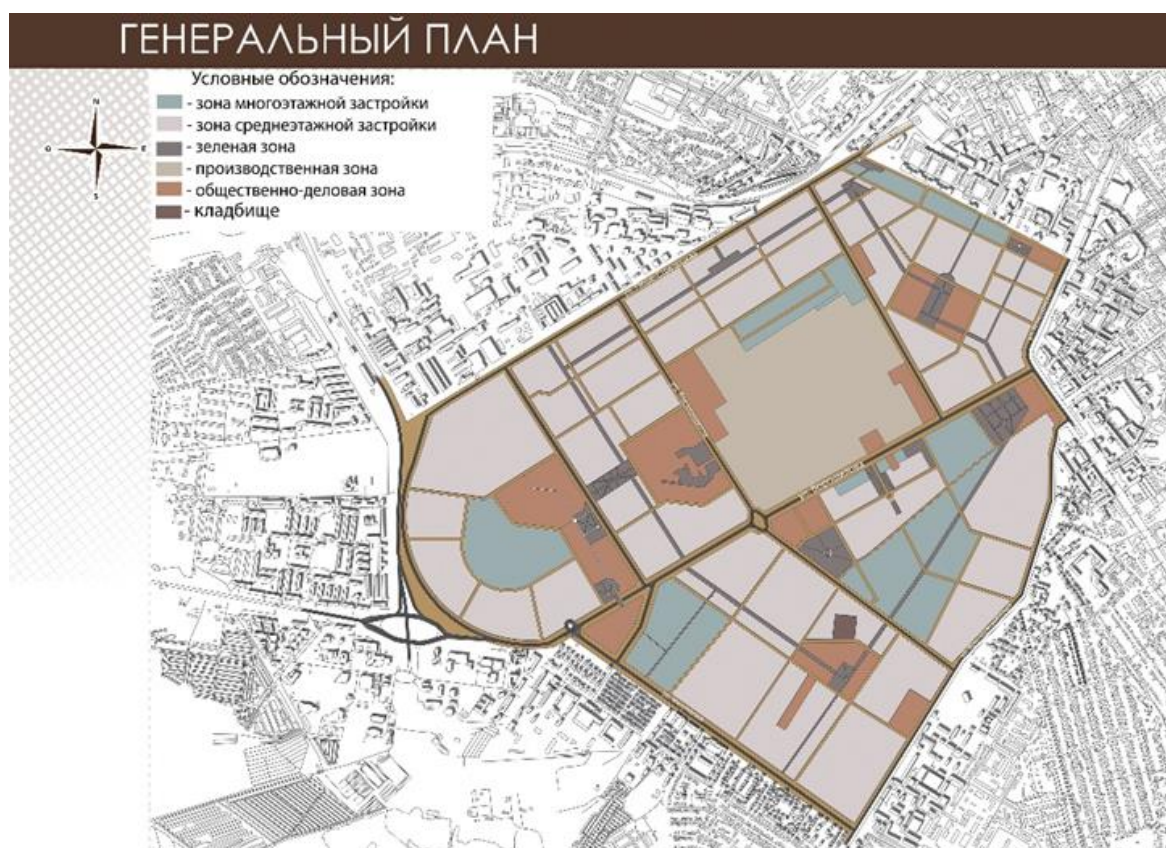 ГЕНЕРАЛЬНЫЙ ПЛАН
Условные обозначения:
- зона многоэтажной застройки
- зона среднеэтажной застройки
- зеленая зона
- производственная зона
- общественно-деловая зона
- кладбище
N
O
E
S